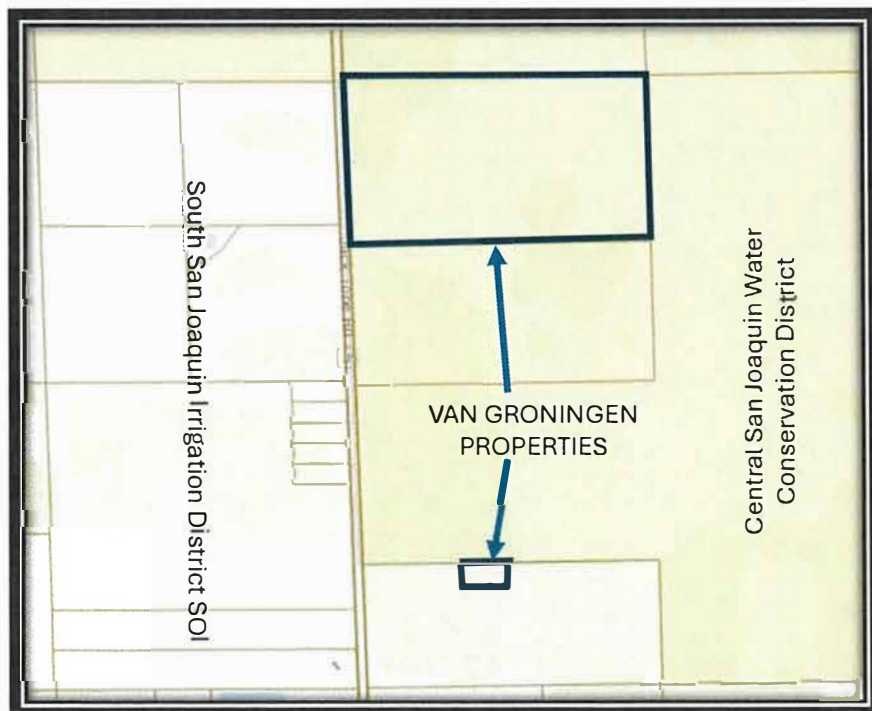 South San Joaquin Irrigation District SOI
VAN GRONINGEN
PROPERTIES
Central San Joaquin Water
Conservation District